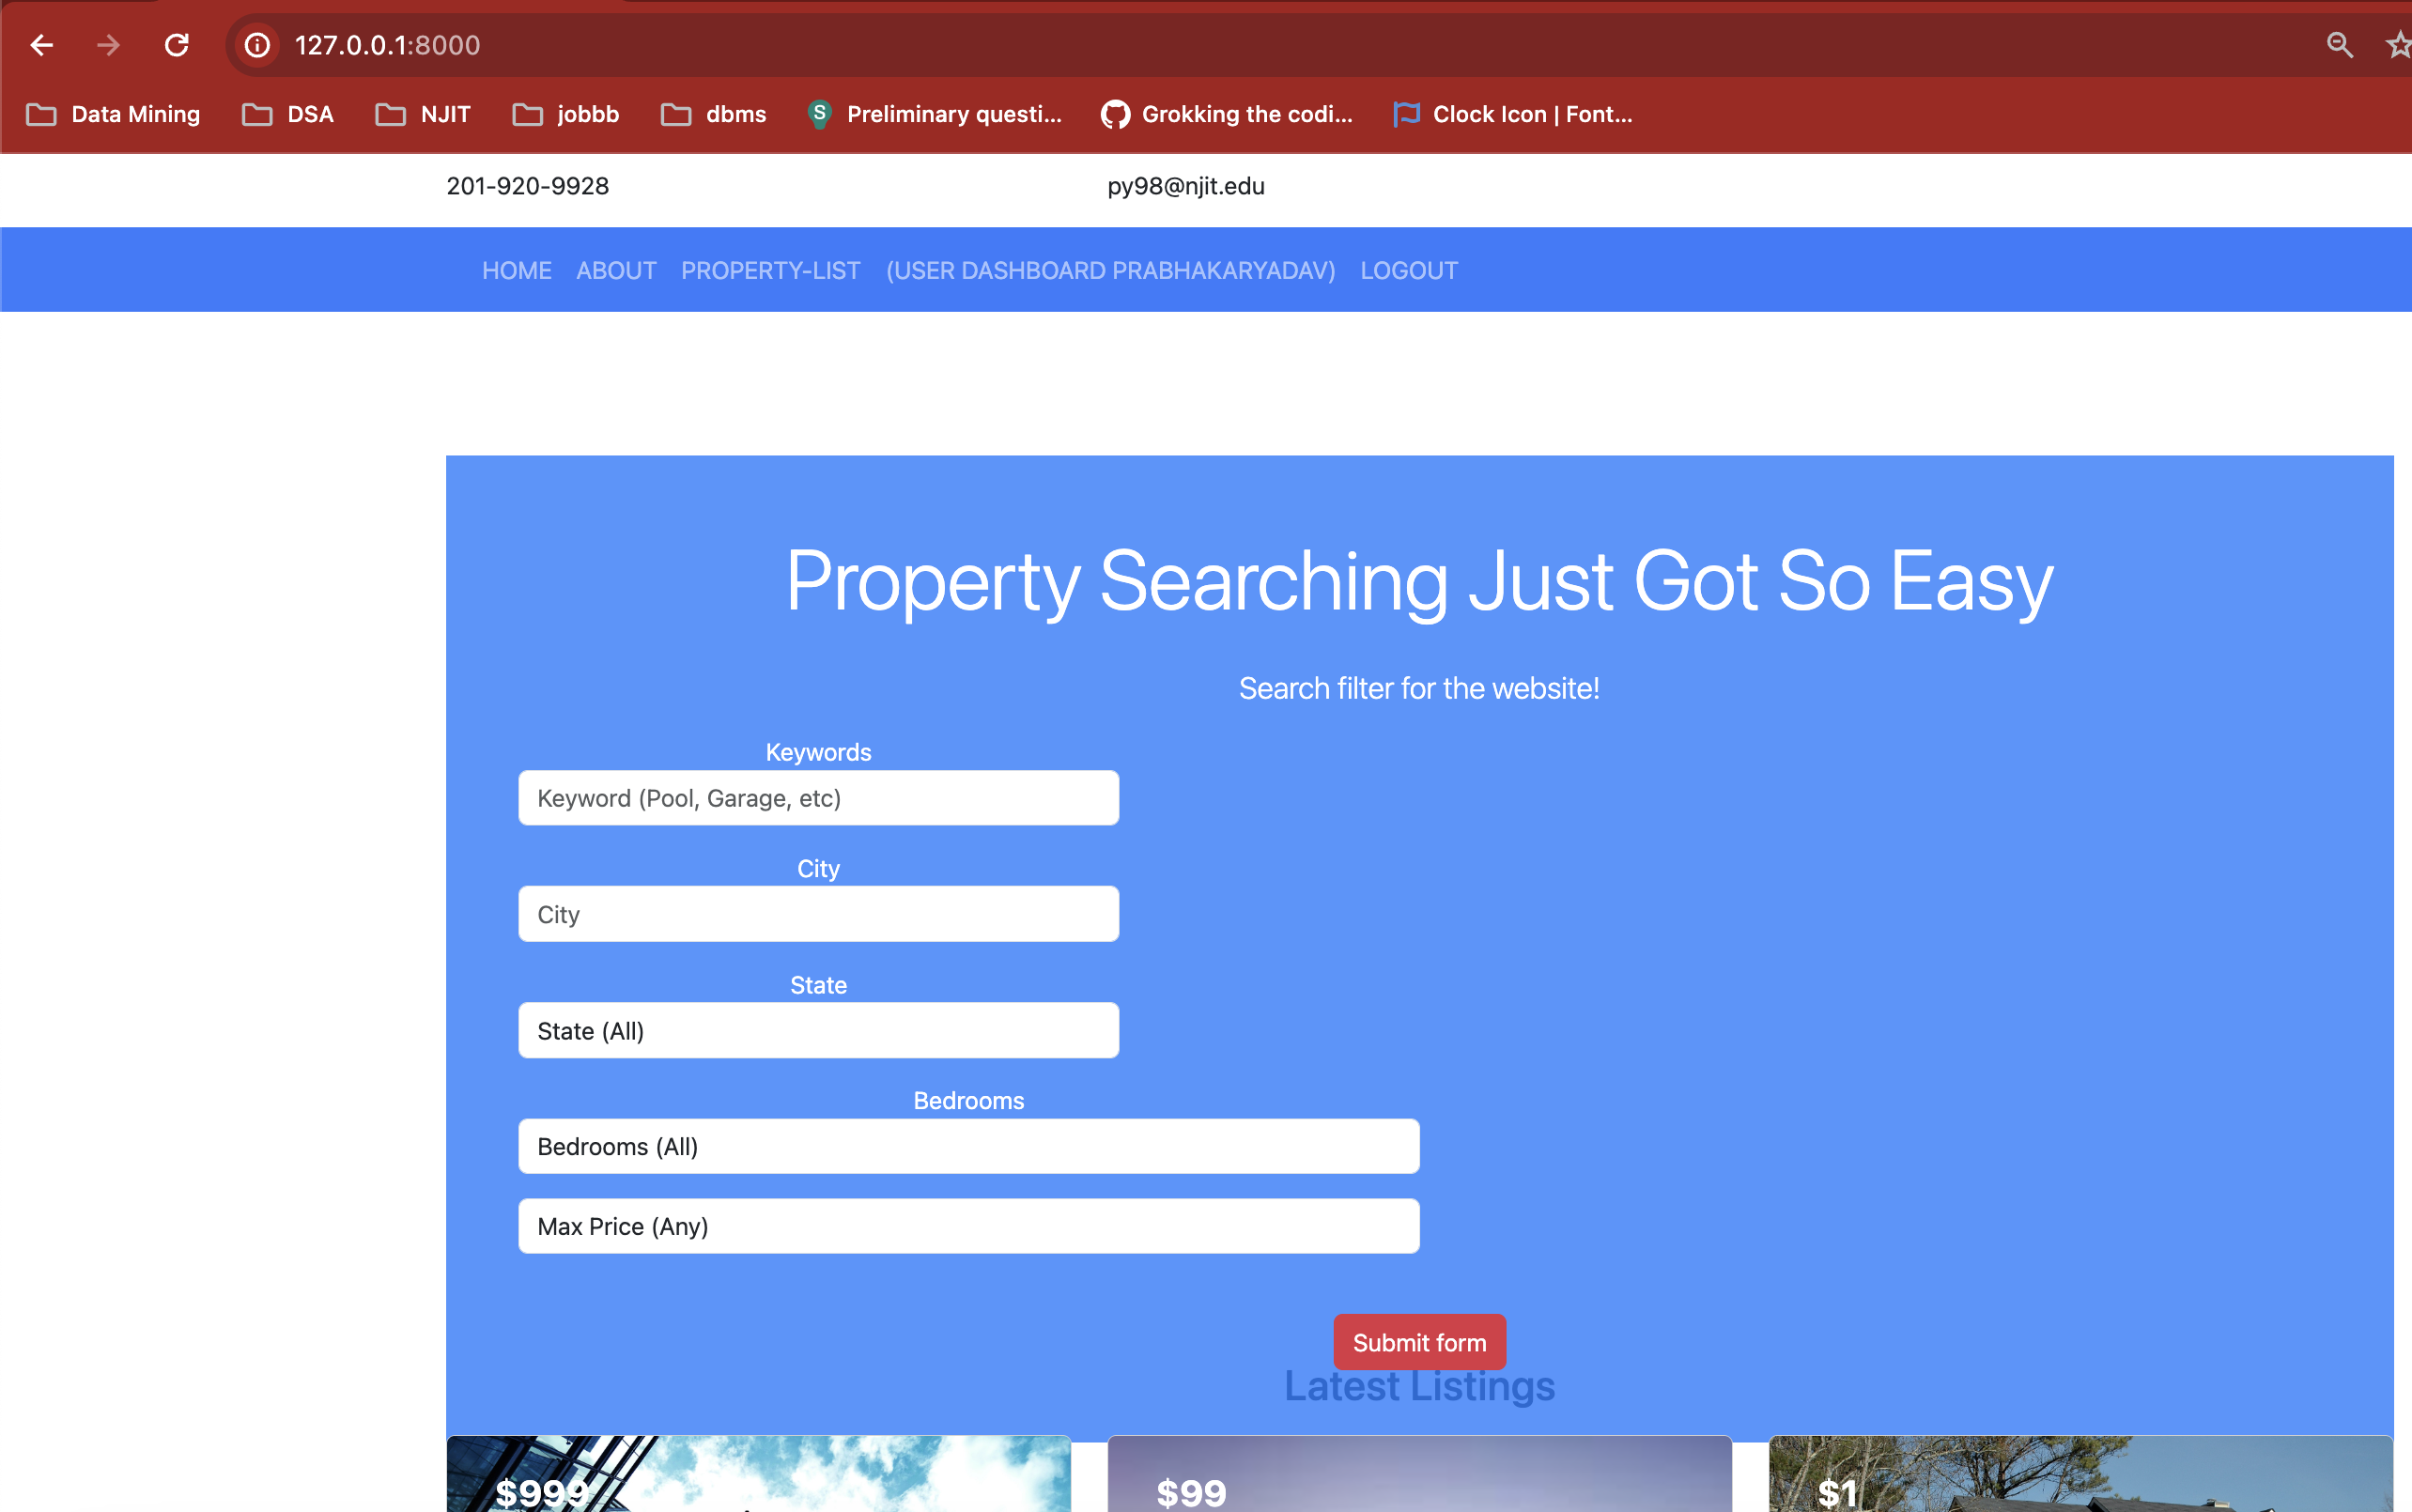 127.0.0.1:8000
Data Mining DSA NJIT jobbb dbms S Preliminary questi... Grokking the codi... Clock Icon | Font...
201-920-9928 py98@njit.edu
HOME ABOUT PROPERTY-LIST (USER DASHBOARD PRABHAKARYADAV) LOGOUT
Property Searching Just Got So Easy
Search filter for the website!
Keywords
Keyword (Pool, Garage, etc)
City
City
State
State (All)
Bedrooms
Bedrooms (All)
Max Price (Any)
Submit form
Latest Listings
$999 $99 $1